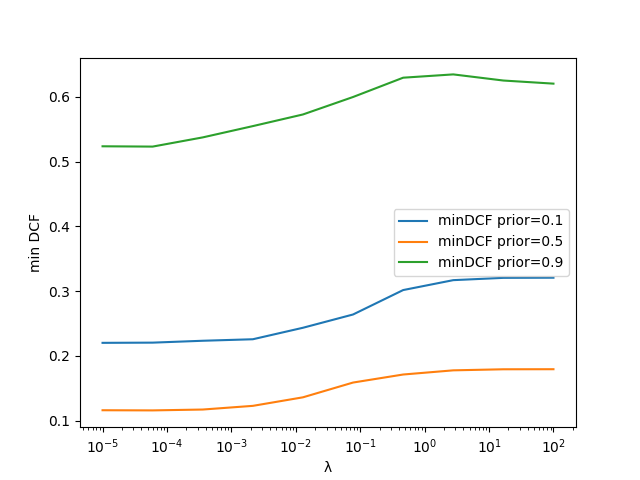 0.6
0.5
0.4
0.3
0.2
0.1
min DCF
minDCF prior=0.1
minDCF prior=0.5
minDCF prior=0.9
10⁻⁵ 10⁻⁴ 10⁻³ 10⁻² 10⁻¹ 10⁰ 10¹ 10²
λ